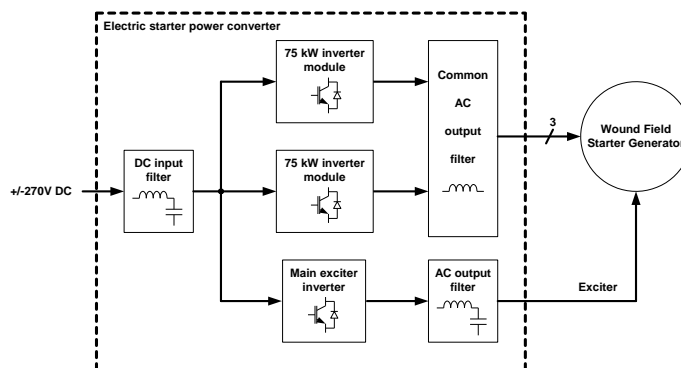 Electric starter power converter
75 kW inverter
module
Common
AC
output
filter
3
Wound Field
Starter Generator
DC input
filter
75 kW inverter
module
+/-270V DC
Main exciter
inverter
AC output
filter
Exciter